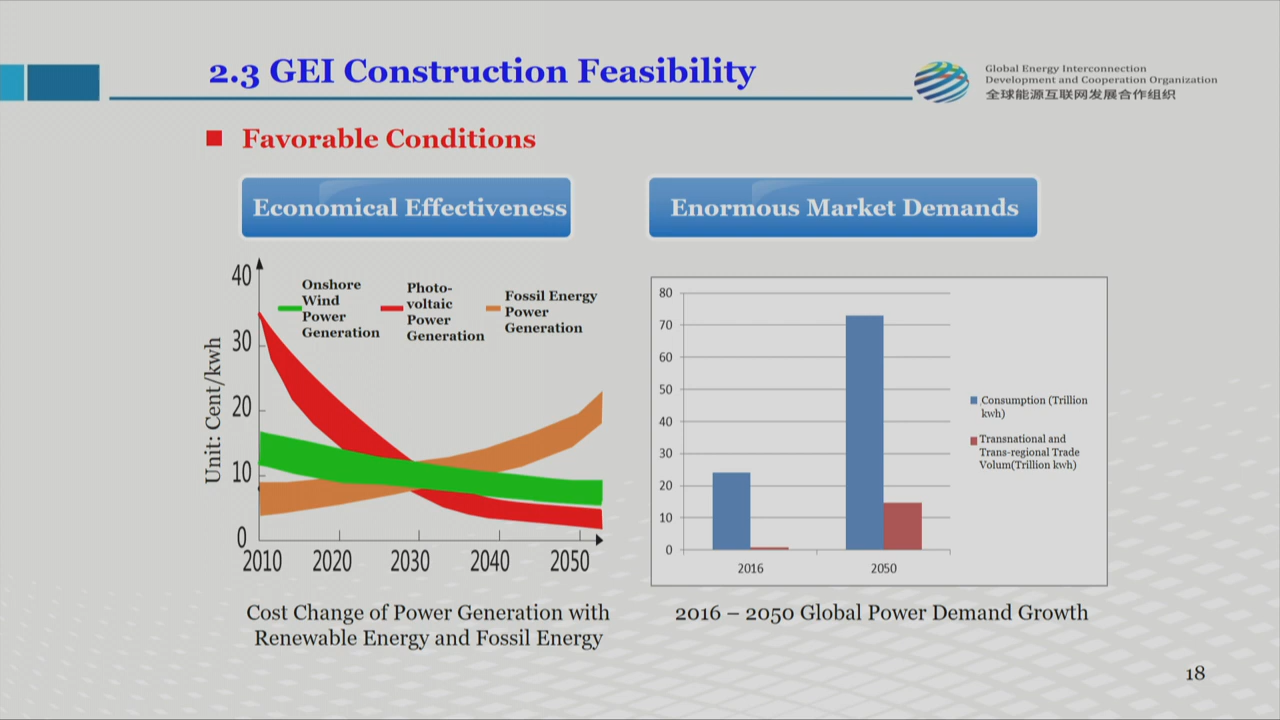 2.3 GEI Construction Feasibility
Global Energy Interconnection
Development and Cooperation Organization
全球能源互联网发展合作组织
Favorable Conditions
Economical Effectiveness
Enormous Market Demands
Unit: Cent/kwh
40
30
20
10
0
2010 2020 2030 2040 2050
Onshore
Wind
Power
Generation
Photo-
voltaic
Power
Generation
Fossil Energy
Power
Generation
Cost Change of Power Generation with
Renewable Energy and Fossil Energy
80
70
60
50
40
30
20
10
0
2016 2050
Consumption (Trillion
kwh)
Transnational and
Trans-regional Trade
Volum(Trillion kwh)
2016 – 2050 Global Power Demand Growth
18